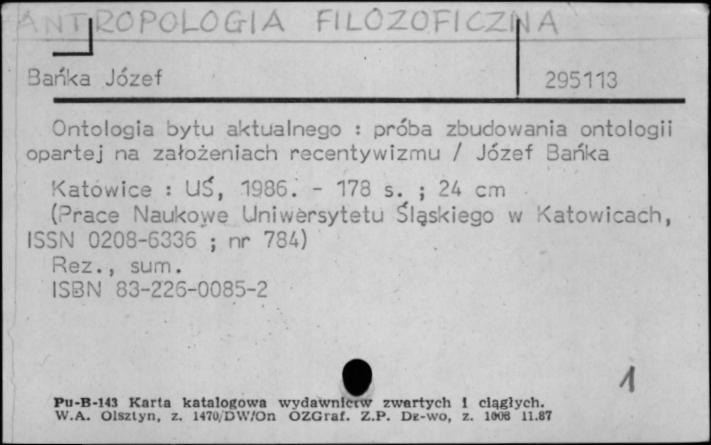 ANTROPOLOGIA FILOZOFICZNA
Bańka Józef 295113
Ontologia bytu aktualnego : próba zbudowania ontologii
opartej na założeniach recentywizmu / Józef Bańka
Katowice : UŚ, 1986. - 178 s. ; 24 cm
(Prace Naukowe Uniwersytetu Śląskiego w Katowicach,
ISSN 0208-6336 ; nr 784)
Rez., sum.
ISBN 83-226-0085-2
1
Pu-B-143 Karta katalogowa wydawnictw zwartych i ciągłych.
W.A. Olsztyn, z. 1470/DW/On OZGraf. Z.P. Dz-wo, z. 1008 11.87